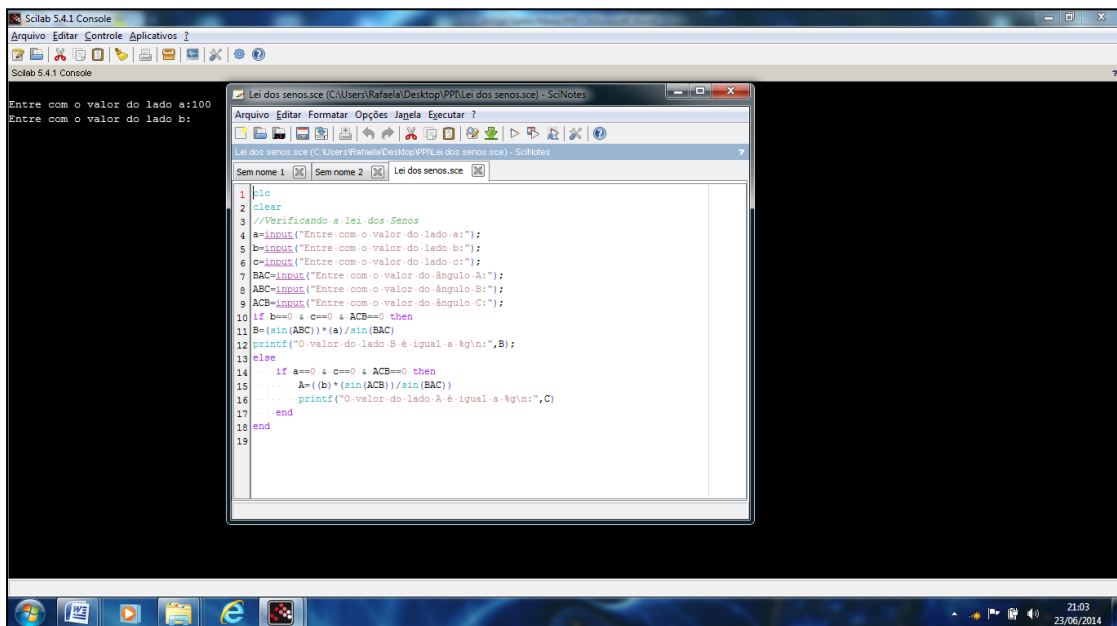 Scilab 5.4.1 Console
Arquivo Editar Controle Aplicativos ?
Scilab 5.4.1 Console ?
Entre com o valor do lado a:100
Entre com o valor do lado b:
Lei dos senos.sce (C:\Users\Rafaela\Desktop\PPI\Lei dos senos.sce) - SciNotes
Arquivo Editar Formatar Opções Janela Executar ?
Lei dos senos.sce (C:\Users\Rafaela\Desktop\PPI\Lei dos senos.sce) - SciNotes ?
Sem nome 1 Sem nome 2 Lei dos senos.sce
1 clc
2 clear
3 //Verificando a lei dos Senos
4 a=input("Entre com o valor do lado a:");
5 b=input("Entre com o valor do lado b:");
6 c=input("Entre com o valor do lado c:");
7 BAC=input("Entre com o valor do ângulo A:");
8 ABC=input("Entre com o valor do ângulo B:");
9 ACB=input("Entre com o valor do ângulo C:");
10 if b==0 & c==0 & ACB==0 then
11 B=(sin(ABC))*(a)/sin(BAC)
12 printf("O valor do lado B é igual a %g\n:",B);
13 else
14 if a==0 & c==0 & ACB==0 then
15 A=((b)*(sin(ACB))/sin(BAC))
16 printf("O valor do lado A é igual a %g\n:",C)
17 end
18 end
19
21:03
23/06/2014